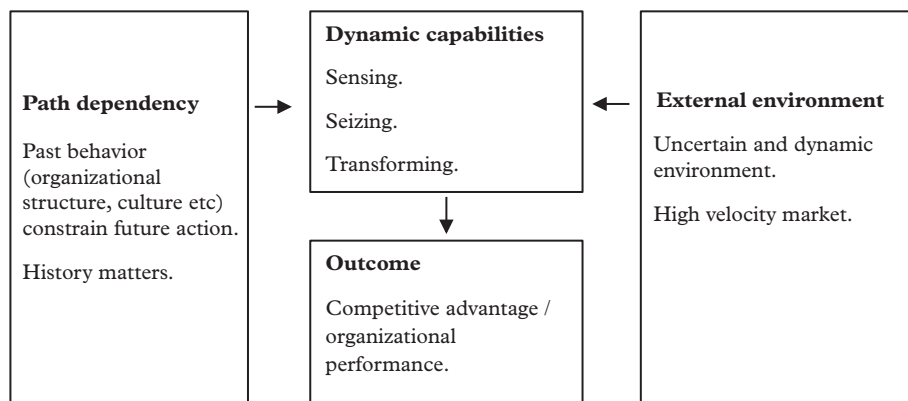 Path dependency
Past behavior
(organizational
structure, culture etc)
constrain future action.
History matters.
Dynamic capabilities
Sensing.
Seizing.
Transforming.
Outcome
Competitive advantage /
organizational
performance.
External environment
Uncertain and dynamic
environment.
High velocity market.